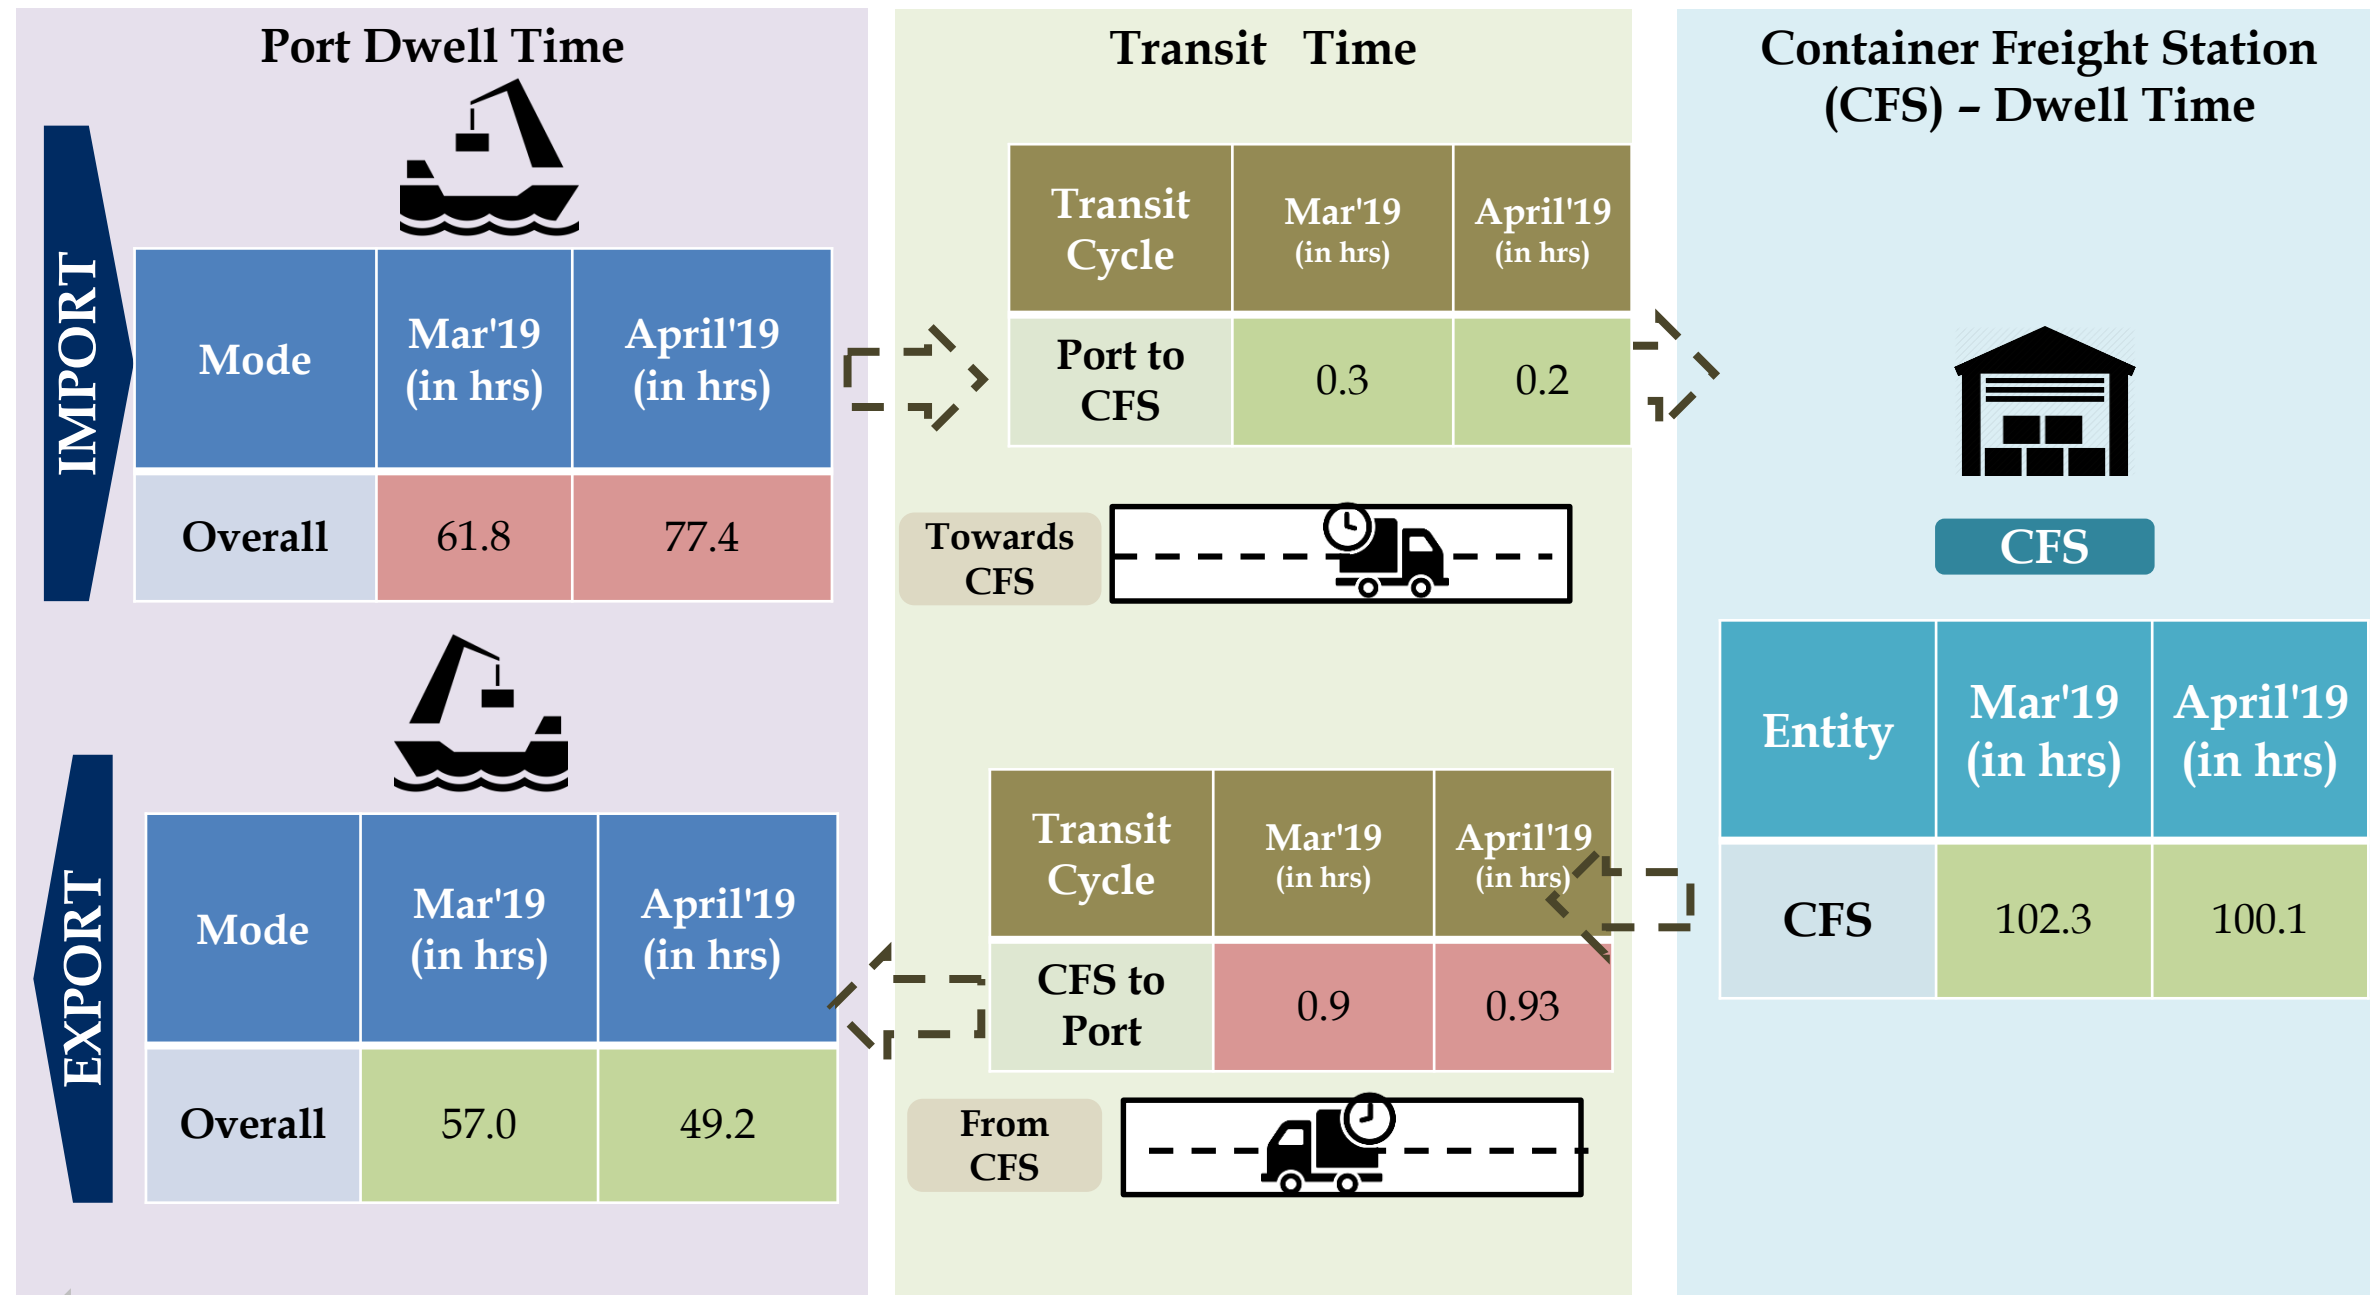 Port Dwell Time
IMPORT
Mode Mar'19 (in hrs) April'19 (in hrs)
Overall 61.8 77.4
EXPORT
Mode Mar'19 (in hrs) April'19 (in hrs)
Overall 57.0 49.2
Transit Time
Transit Cycle Mar'19 (in hrs) April'19 (in hrs)
Port to CFS 0.3 0.2
Towards
CFS
Transit Cycle Mar'19 (in hrs) April'19 (in hrs)
CFS to Port 0.9 0.93
From
CFS
Container Freight Station
(CFS) – Dwell Time
CFS
Entity Mar'19 (in hrs) April'19 (in hrs)
CFS 102.3 100.1